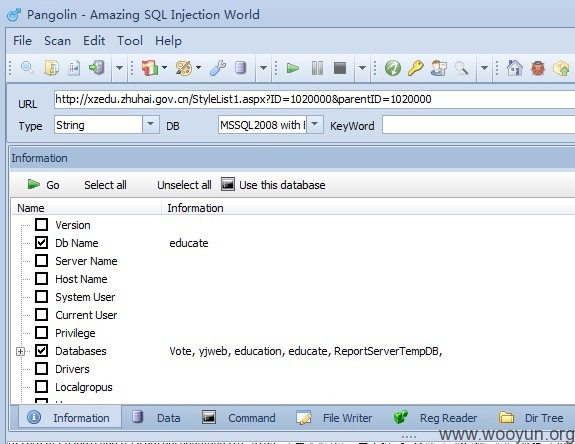 Pangolin - Amazing SQL Injection World
File Scan Edit Tool Help
URL http://xzedu.zhuhai.gov.cn/StyleList1.aspx?ID=1020000&parentID=1020000
Type String DB MSSQL2008 with KeyWord
Information
Go Select all Unselect all Use this database
Name Information
Version
Db Name educate
Server Name
Host Name
System User
Current User
Privilege
Databases Vote, yjweb, education, educate, ReportServerTempDB,
Drivers
Localgropus
Information Data Command File Writer Reg Reader Dir Tree
www.wooyun.org